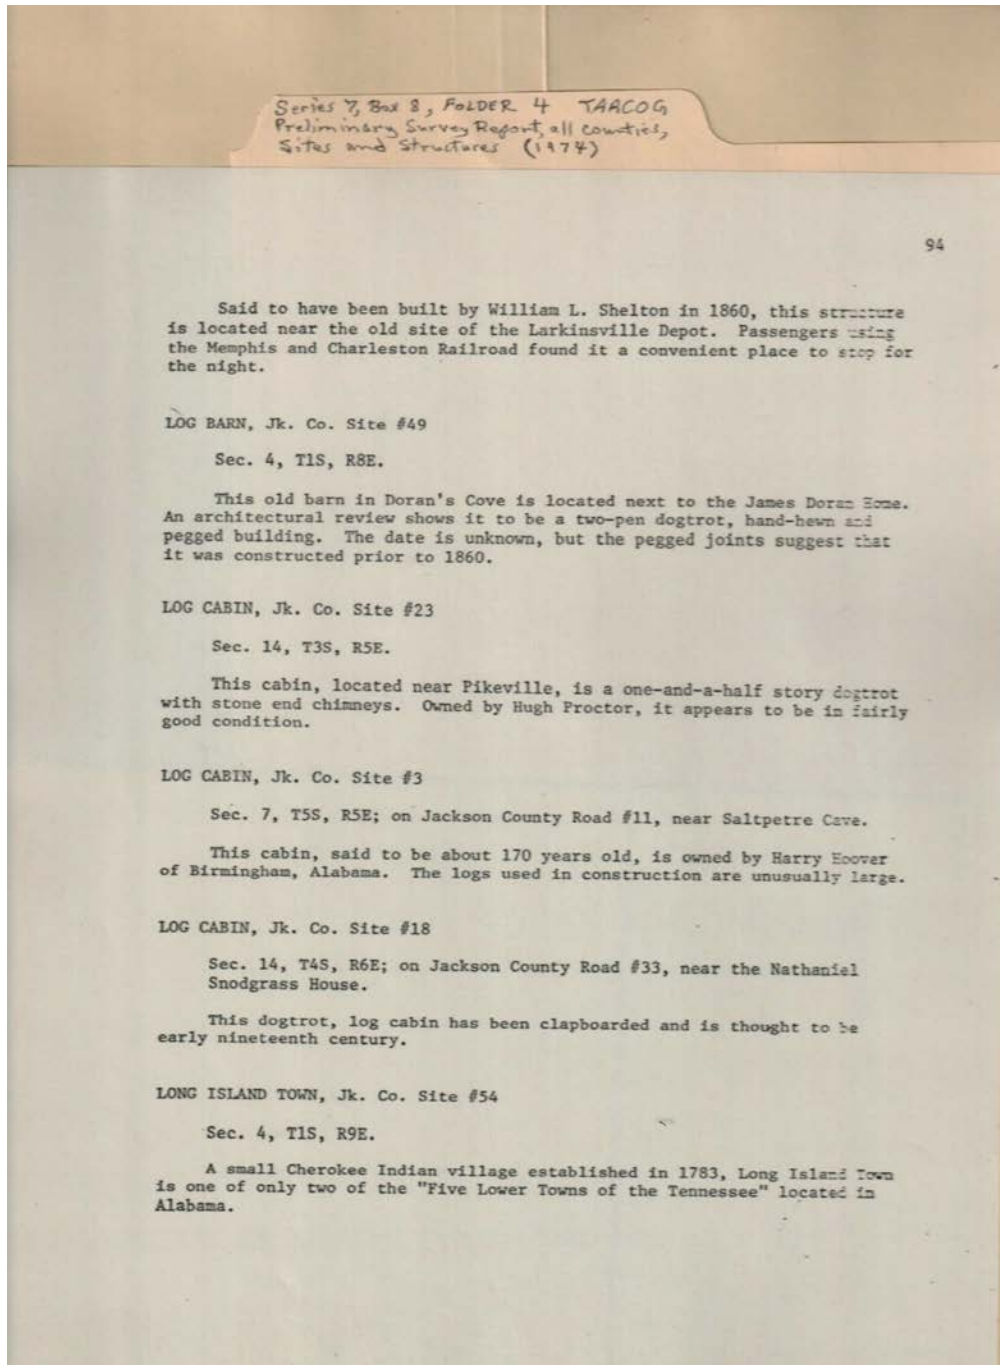 Series 7, Box 8, FOLDER 4 TARCOG
Preliminary Survey Report, all counties,
Sites and Structures (1974)
94
Said to have been built by William L. Shelton in 1860, this structure
is located near the old site of the Larkinsville Depot. Passengers using
the Memphis and Charleston Railroad found it a convenient place to stop for
the night.
LOG BARN, Jk. Co. Site #49
Sec. 4, T1S, R8E.
This old barn in Doran's Cove is located next to the James Doran Home.
An architectural review shows it to be a two-pen dogtrot, hand-hewn and
pegged building. The date is unknown, but the pegged joints suggest that
it was constructed prior to 1860.
LOG CABIN, Jk. Co. Site #23
Sec. 14, T3S, R5E.
This cabin, located near Pikeville, is a one-and-a-half story dogtrot
with stone end chimneys. Owned by Hugh Proctor, it appears to be in fairly
good condition.
LOG CABIN, Jk. Co. Site #3
Sec. 7, T5S, R5E; on Jackson County Road #11, near Saltpetre Cave.
This cabin, said to be about 170 years old, is owned by Harry Hoover
of Birmingham, Alabama. The logs used in construction are unusually large.
LOG CABIN, Jk. Co. Site #18
Sec. 14, T4S, R6E; on Jackson County Road #33, near the Nathaniel
Snodgrass House.
This dogtrot, log cabin has been clapboarded and is thought to be
early nineteenth century.
LONG ISLAND TOWN, Jk. Co. Site #54
Sec. 4, T1S, R9E.
A small Cherokee Indian village established in 1783, Long Island Town
is one of only two of the "Five Lower Towns of the Tennessee" located in
Alabama.